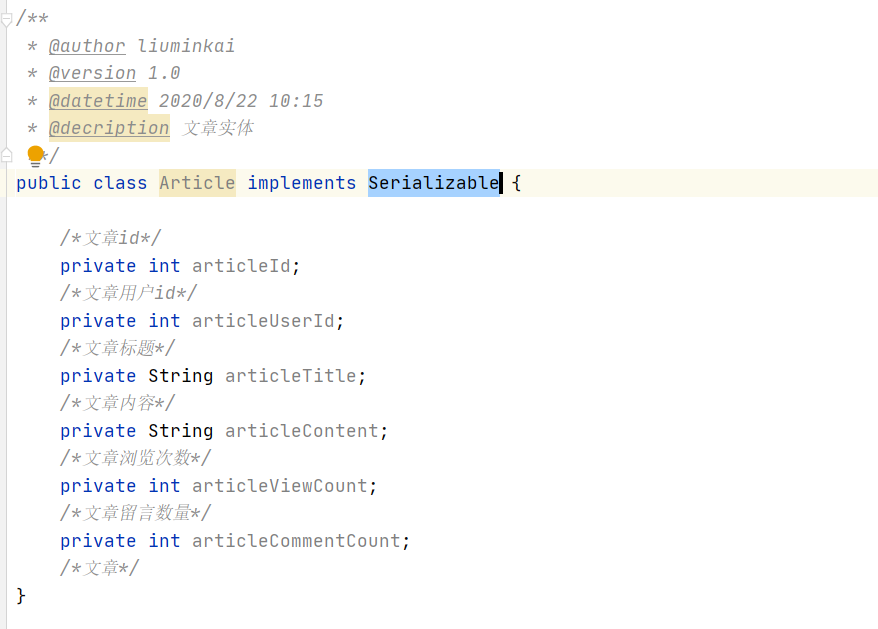 /**
 * @author liuminkai
 * @version 1.0
 * @datetime 2020/8/22 10:15
 * @decription 文章实体
 */
public class Article implements Serializable {
    /*文章id*/
    private int articleId;
    /*文章用户id*/
    private int articleUserId;
    /*文章标题*/
    private String articleTitle;
    /*文章内容*/
    private String articleContent;
    /*文章浏览次数*/
    private int articleViewCount;
    /*文章留言数量*/
    private int articleCommentCount;
    /*文章*/
}